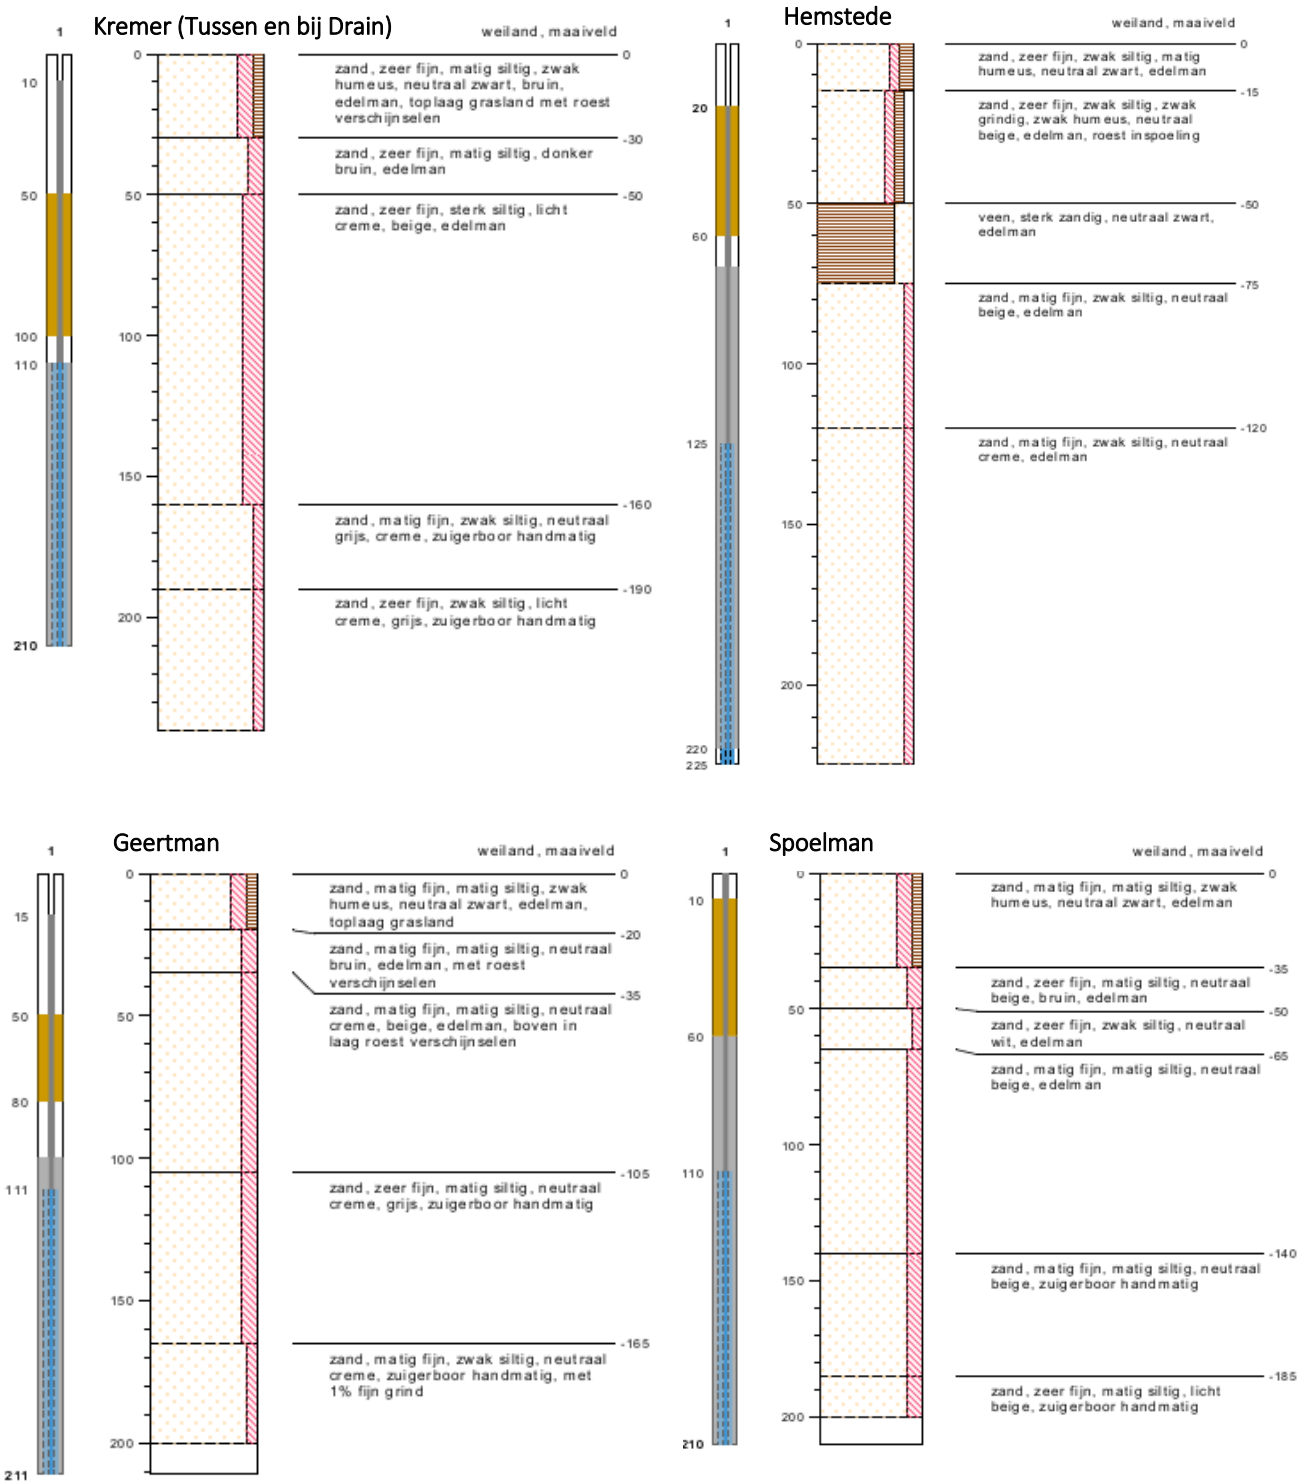 Kremer (Tussen en bij Drain)
1
weiland, maaiveld
10
50
100
110
210
0
50
100
150
200
0
zand, zeer fijn, matig siltig, zwak
humeus, neutraal zwart, bruin,
edelman, toplaag grasland met roest
verschijnselen
-30
zand, zeer fijn, matig siltig, donker
bruin, edelman
-50
zand, zeer fijn, sterk siltig, licht
creme, beige, edelman
-160
zand, matig fijn, zwak siltig, neutraal
grijs, creme, zuigerboor handmatig
-190
zand, zeer fijn, zwak siltig, licht
creme, grijs, zuigerboor handmatig
Hemstede
1
weiland, maaiveld
20
60
125
220
225
0
50
100
150
200
0
zand, zeer fijn, zwak siltig, matig
humeus, neutraal zwart, edelman
-15
zand, zeer fijn, zwak siltig, zwak
grindig, zwak humeus, neutraal
beige, edelman, roest inspoeling
-50
veen, sterk zandig, neutraal zwart,
edelman
-75
zand, matig fijn, zwak siltig, neutraal
beige, edelman
-120
zand, matig fijn, zwak siltig, neutraal
creme, edelman
Geertman
1
weiland, maaiveld
15
50
80
111
211
0
50
100
150
200
0
zand, matig fijn, matig siltig, zwak
humeus, neutraal zwart, edelman,
toplaag grasland
-20
zand, matig fijn, matig siltig, neutraal
bruin, edelman, met roest
verschijnselen
-35
zand, matig fijn, matig siltig, neutraal
creme, beige, edelman, boven in
laag roest verschijnselen
-105
zand, zeer fijn, matig siltig, neutraal
creme, grijs, zuigerboor handmatig
-165
zand, matig fijn, zwak siltig, neutraal
creme, zuigerboor handmatig, met
1% fijn grind
Spoelman
1
weiland, maaiveld
10
60
110
210
0
50
100
150
200
0
zand, matig fijn, matig siltig, zwak
humeus, neutraal zwart, edelman
-35
zand, zeer fijn, matig siltig, neutraal
beige, bruin, edelman
-50
zand, zeer fijn, zwak siltig, neutraal
wit, edelman
-65
zand, matig fijn, matig siltig, neutraal
beige, edelman
-140
zand, matig fijn, matig siltig, neutraal
beige, zuigerboor handmatig
-185
zand, zeer fijn, matig siltig, licht
beige, zuigerboor handmatig